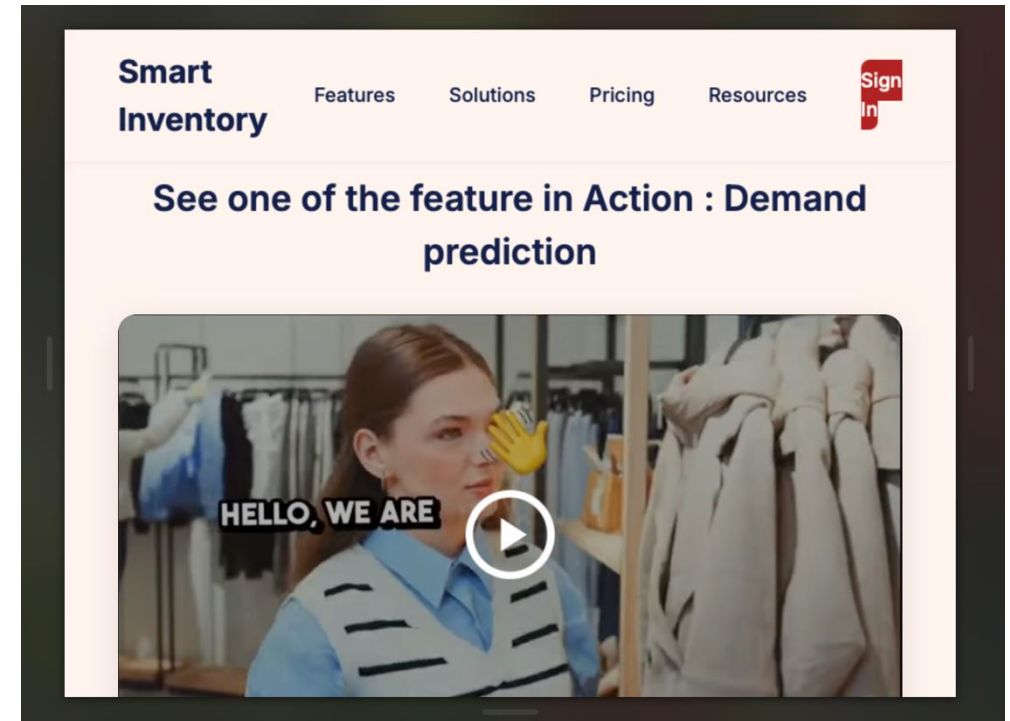 Smart
Inventory
Features Solutions Pricing Resources
Sign
In
See one of the feature in Action : Demand
prediction
HELLO, WE ARE